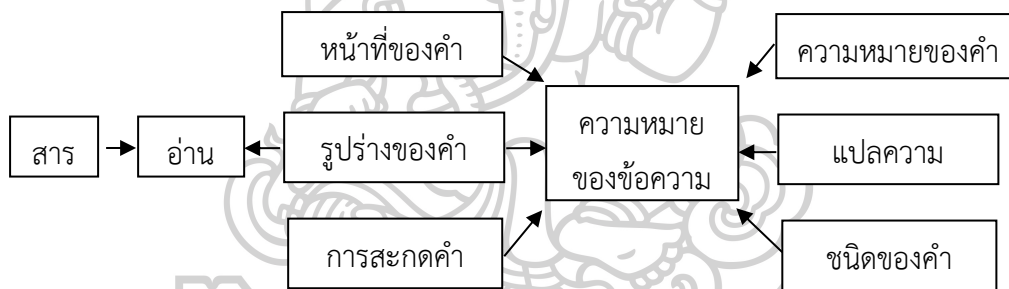 หน้าที่ของคำ
ความหมายของคำ
สาร
อ่าน
รูปร่างของคำ
ความหมาย
ของข้อความ
แปลความ
การสะกดคำ
ชนิดของคำ